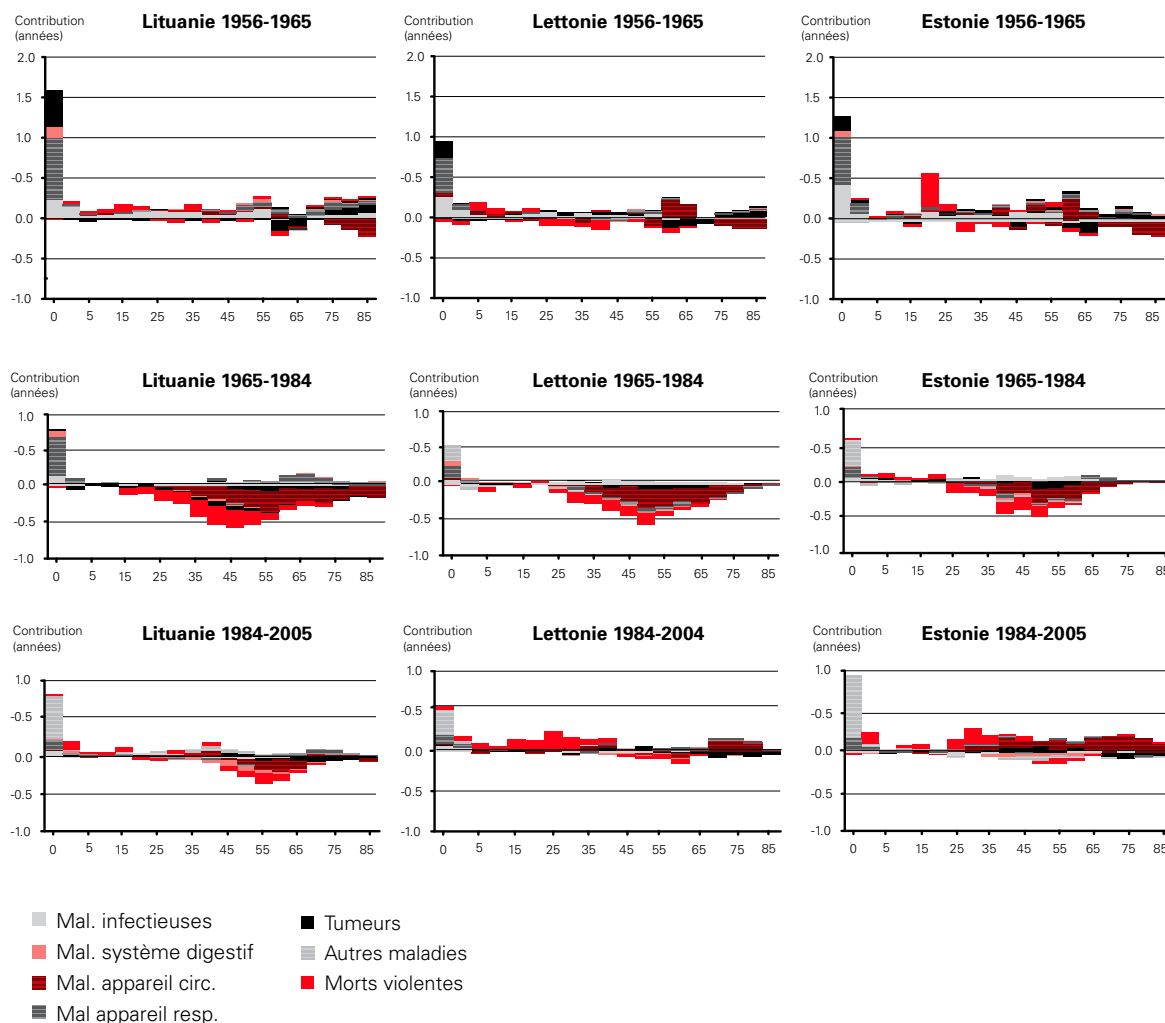 Contribution
(années)
Lituanie 1956-1965
2.0
1.5
1.0
-0.5
0.0
-0.5
-1.0
0 5 15 25 35 45 55 65 75 85
Contribution
(années)
Lettonie 1956-1965
2.0
1.5
1.0
-0.5
0.0
-0.5
-1.0
0 5 15 25 35 45 55 65 75 85
Contribution
(années)
Estonie 1956-1965
2.0
1.5
1.0
-0.5
0.0
-0.5
-1.0
0 5 15 25 35 45 55 65 75 85
Contribution
(années)
Lituanie 1965-1984
1.0
-0.5
0.0
-0.5
-1.0
0 5 15 25 35 45 55 65 75 85
Contribution
(années)
Lettonie 1965-1984
1.0
-0.5
0.0
-0.5
-1.0
0 5 15 25 35 45 55 65 75 85
Contribution
(années)
Estonie 1965-1984
1.0
-0.5
0.0
-0.5
-1.0
0 5 15 25 35 45 55 65 75 85
Contribution
(années)
Lituanie 1984-2005
1.0
-0.5
0.0
-0.5
-1.0
0 5 15 25 35 45 55 65 75 85
Contribution
(années)
Lettonie 1984-2004
1.0
-0.5
0.0
-0.5
-1.0
0 5 15 25 35 45 55 65 75 85
Contribution
(années)
Estonie 1984-2005
1.0
-0.5
0.0
-0.5
-1.0
0 5 15 25 35 45 55 65 75 85
Mal. infectieuses
Mal. système digestif
Mal. appareil circ.
Mal appareil resp.
Tumeurs
Autres maladies
Morts violentes